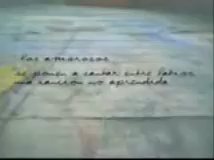 Los amorosos
se ponen a cantar entre labios
una canción no aprendida